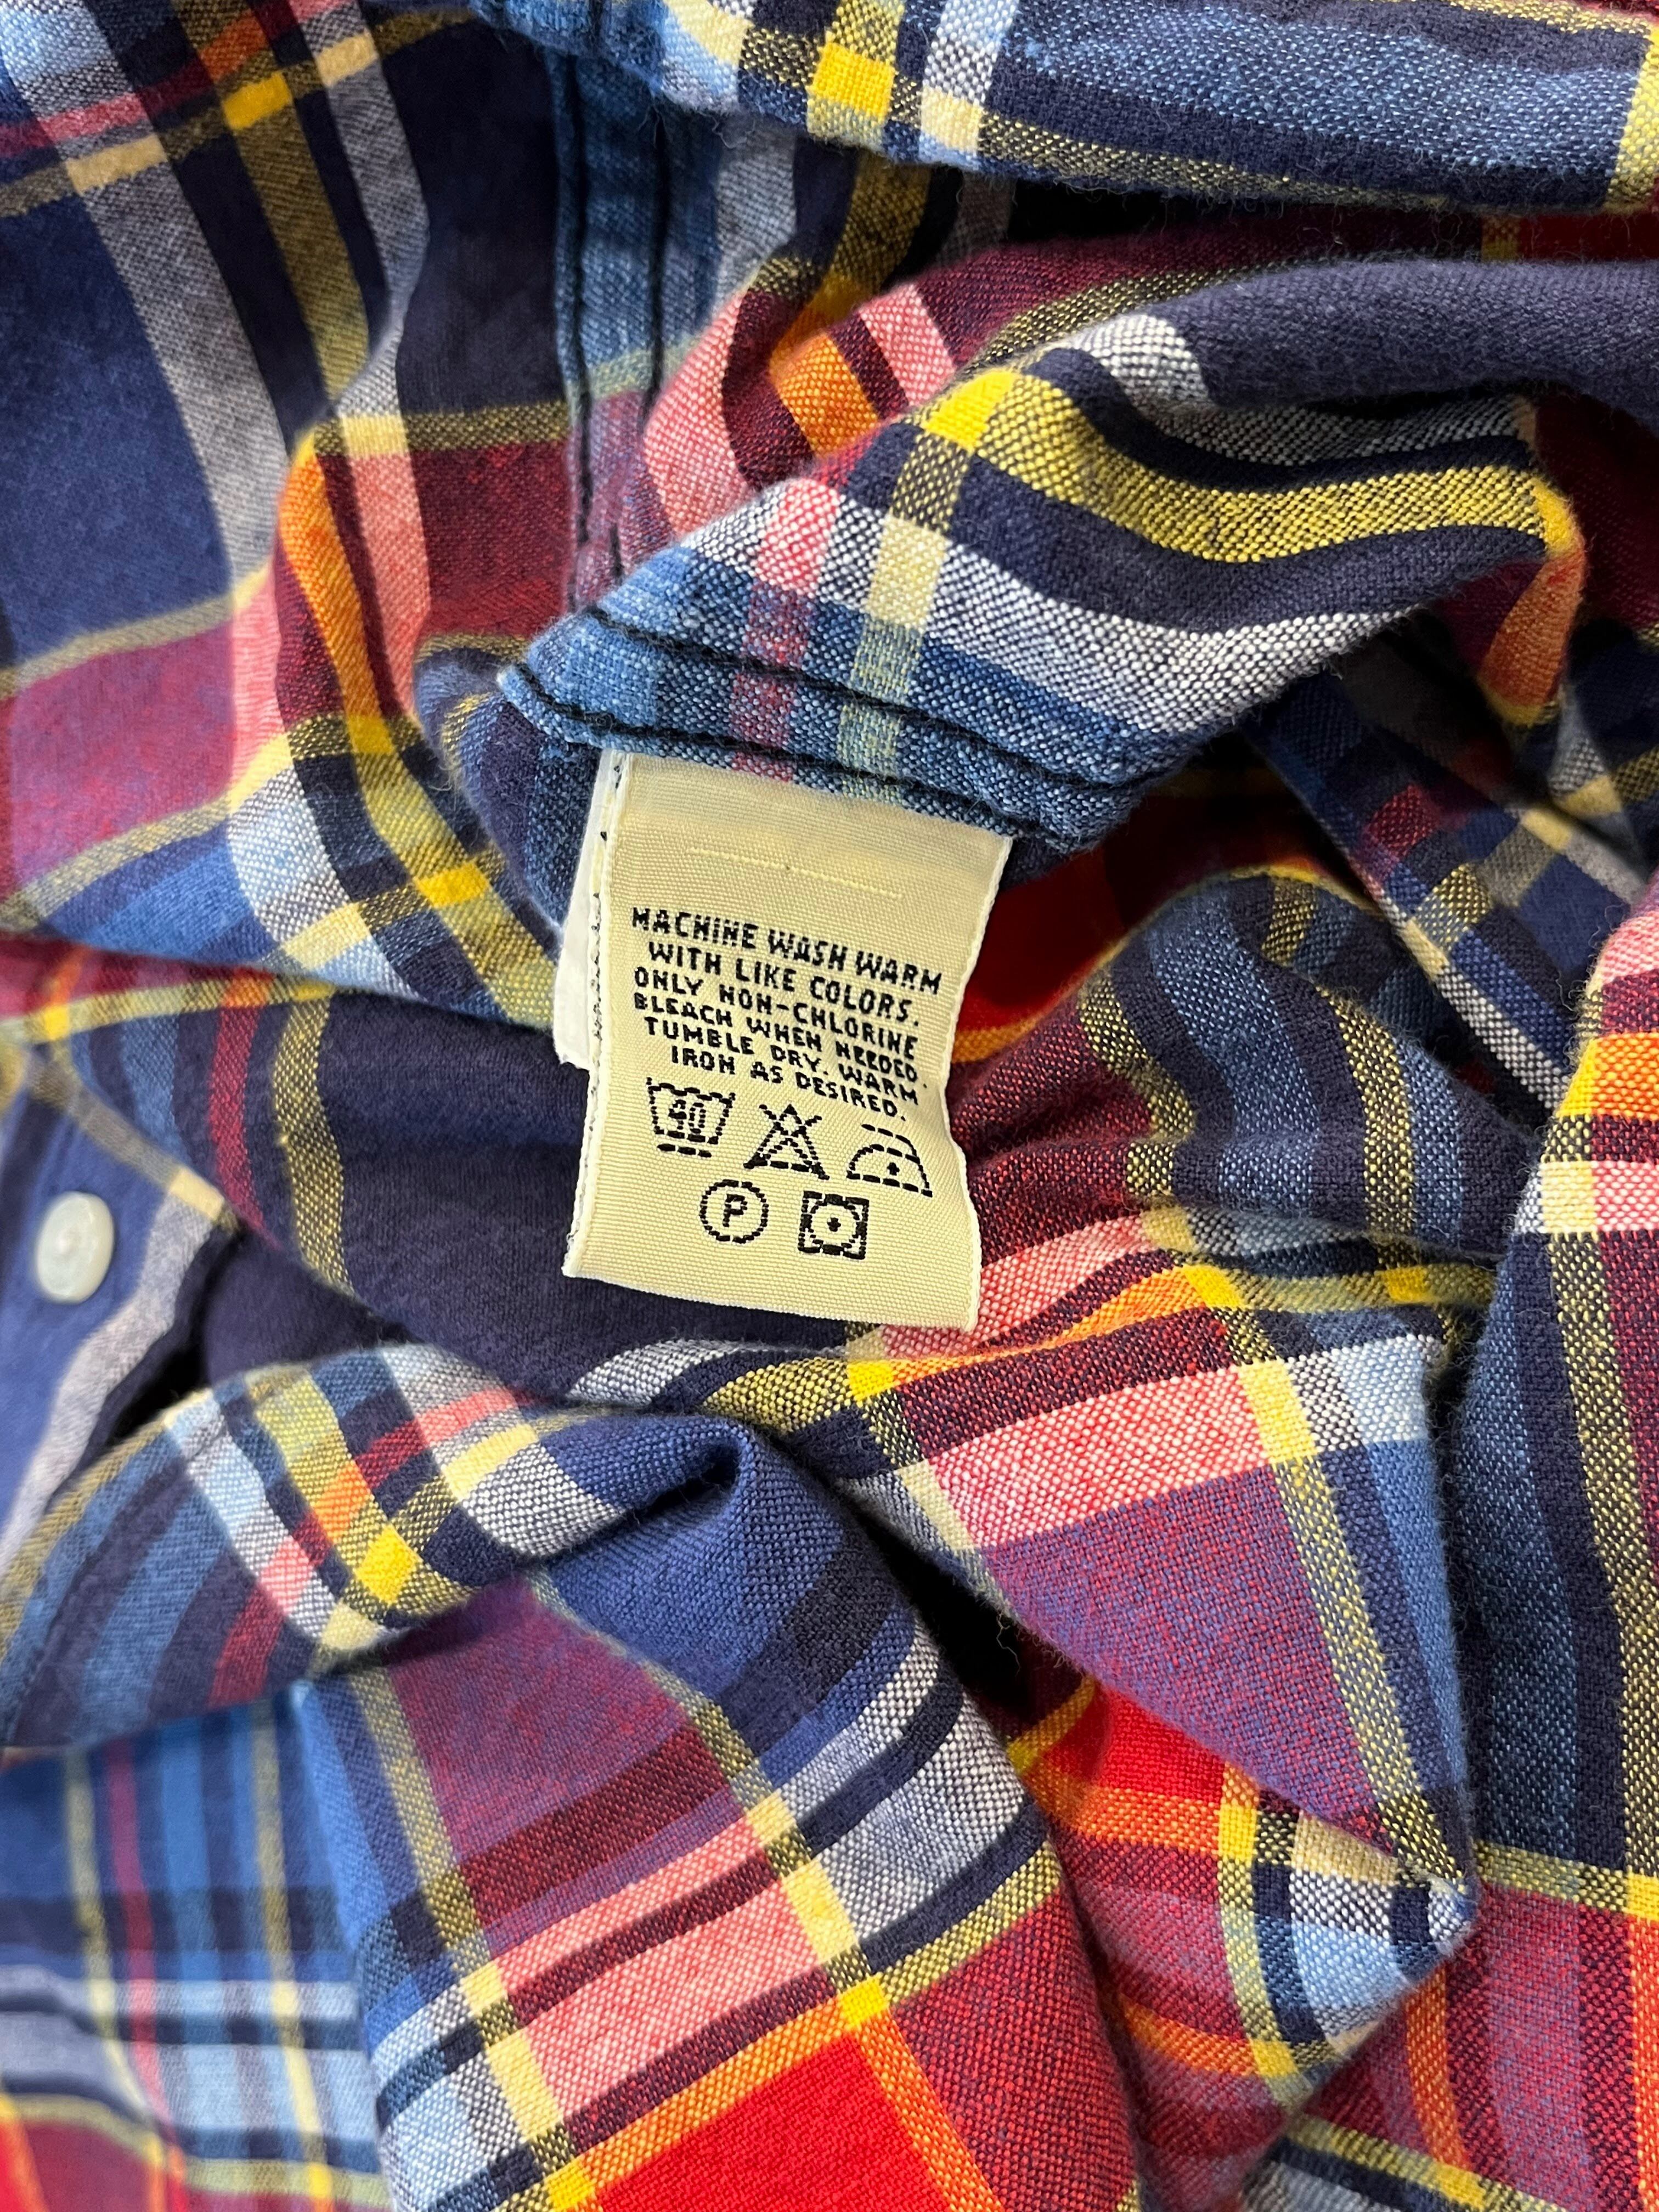 MACHINE WASH WARM
WITH LIKE COLORS.
ONLY NON-CHLORINE
BLEACH WHEN NEEDED.
TUMBLE DRY. WARM
IRON AS DESIRED.
40
P